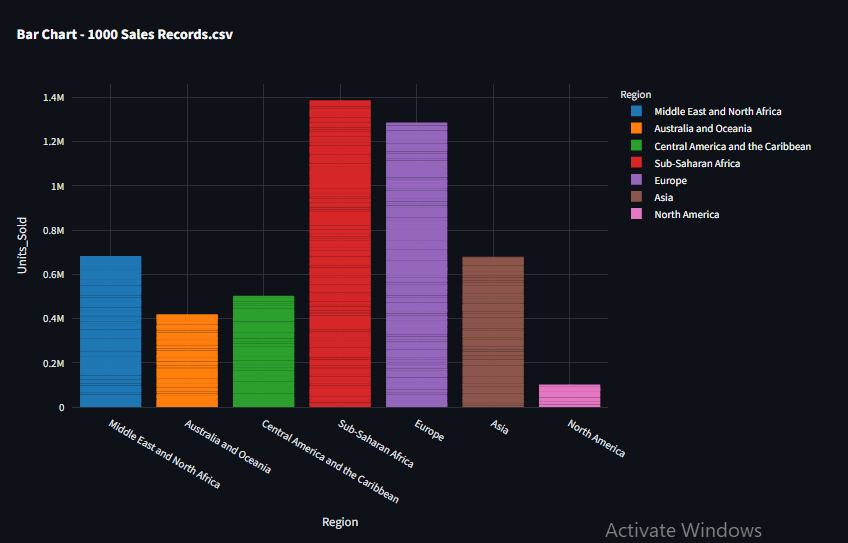 Bar Chart - 1000 Sales Records.csv
Region
Middle East and North Africa
Australia and Oceania
Central America and the Caribbean
Sub-Saharan Africa
Europe
Asia
North America
1.4M
1.2M
1M
0.8M
0.6M
0.4M
0.2M
0
Units_Sold
Middle East and North Africa
Australia and Oceania
Central America and the Caribbean
Sub-Saharan Africa
Europe
Asia
North America
Region
Activate Windows